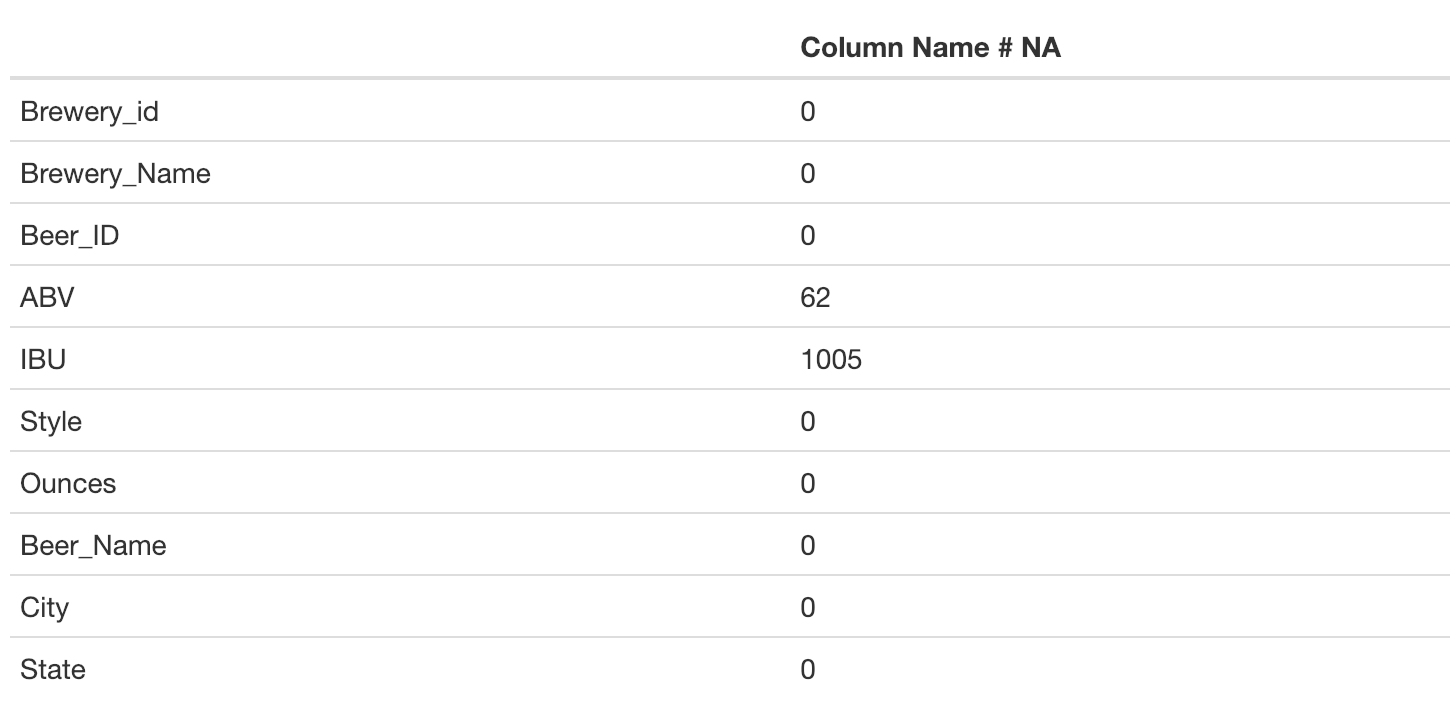 Column Name # NA
Brewery_id 0
Brewery_Name 0
Beer_ID 0
ABV 62
IBU 1005
Style 0
Ounces 0
Beer_Name 0
City 0
State 0